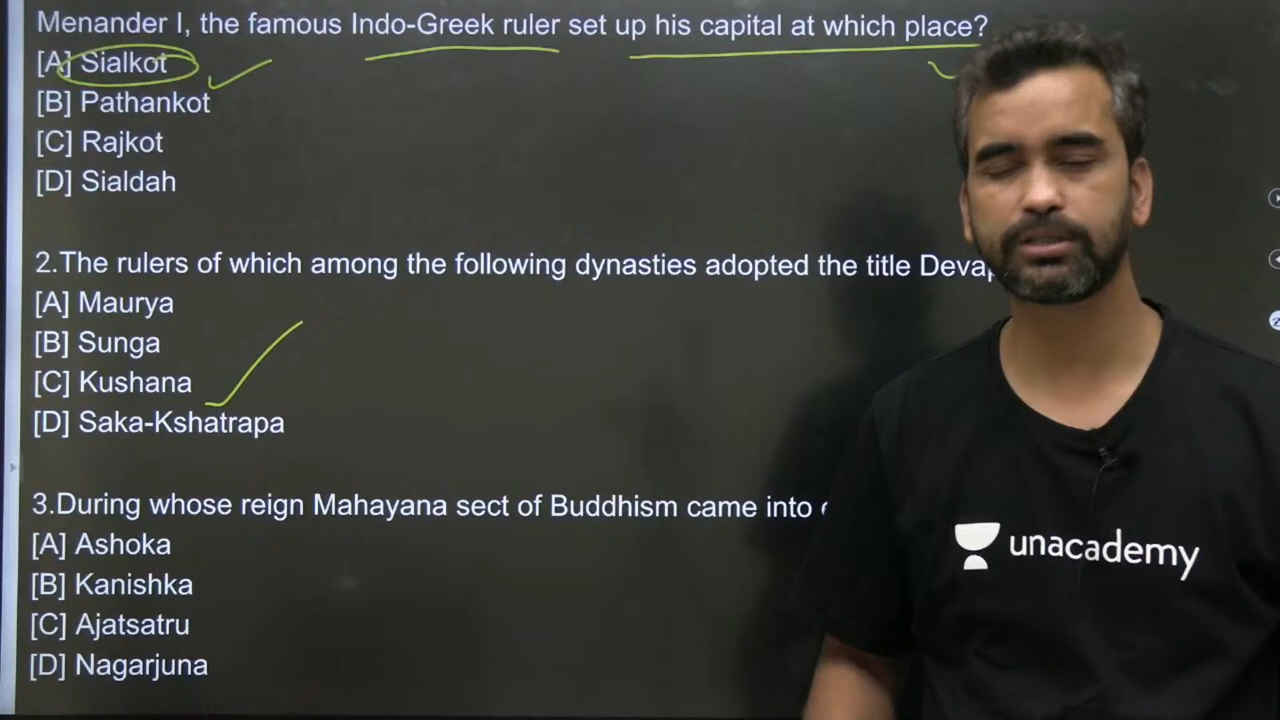 Menander I, the famous Indo-Greek ruler set up his capital at which place?
[A] Sialkot
[B] Pathankot
[C] Rajkot
[D] Sialdah
2.The rulers of which among the following dynasties adopted the title
[A] Maurya
[B] Sunga
[C] Kushana
[D] Saka-Kshatrapa
3.During whose reign Mahayana sect of Buddhism came into
[A] Ashoka
[B] Kanishka
[C] Ajatsatru
[D] Nagarjuna
unacademy